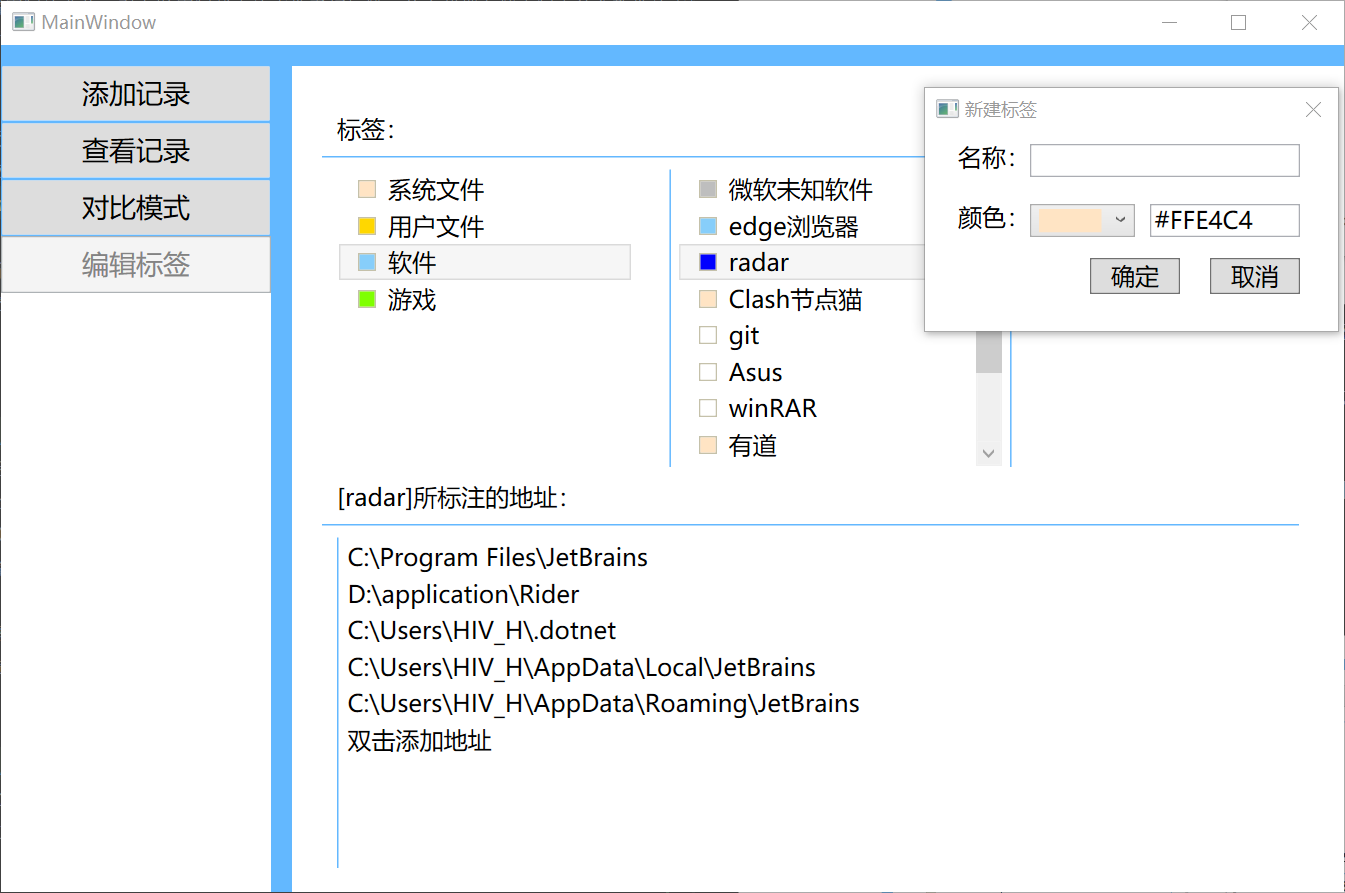 MainWindow
添加记录
查看记录
对比模式
编辑标签
标签：
系统文件
用户文件
软件
游戏
微软未知软件
edge浏览器
radar
Clash节点猫
git
Asus
winRAR
有道
新建标签
名称：
颜色：
#FFE4C4
确定
取消
[radar]所标注的地址：
C:\Program Files\JetBrains
D:\application\Rider
C:\Users\HIV_H\.dotnet
C:\Users\HIV_H\AppData\Local\JetBrains
C:\Users\HIV_H\AppData\Roaming\JetBrains
双击添加地址